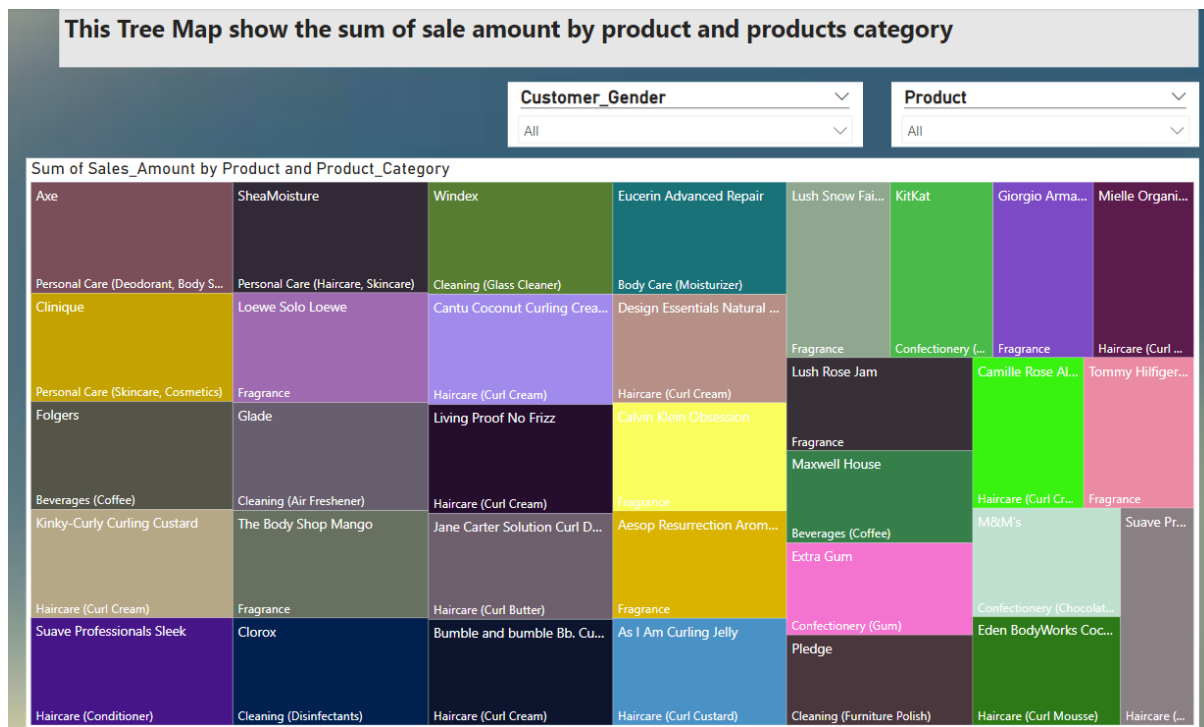 This Tree Map show the sum of sale amount by product and products category
Customer_Gender
All
Product
All
Sum of Sales_Amount by Product and Product_Category
Axe
Personal Care (Deodorant, Body S...
SheaMoisture
Personal Care (Haircare, Skincare)
Windex
Cleaning (Glass Cleaner)
Eucerin Advanced Repair
Body Care (Moisturizer)
Lush Snow Fai...
Fragrance
KitKat
Confectionery (...
Giorgio Arma...
Fragrance
Mielle Organi...
Haircare (Curl ...
Clinique
Personal Care (Skincare, Cosmetics)
Loewe Solo Loewe
Fragrance
Cantu Coconut Curling Crea...
Haircare (Curl Cream)
Design Essentials Natural ...
Haircare (Curl Cream)
Lush Rose Jam
Fragrance
Camille Rose Al...
Haircare (Curl Cr...
Tommy Hilfiger...
Fragrance
Folgers
Beverages (Coffee)
Glade
Cleaning (Air Freshener)
Living Proof No Frizz
Haircare (Curl Cream)
Calvin Klein Obsession
Fragrance
Maxwell House
Beverages (Coffee)
Kinky-Curly Curling Custard
Haircare (Curl Cream)
The Body Shop Mango
Fragrance
Jane Carter Solution Curl D...
Haircare (Curl Butter)
Aesop Resurrection Arom...
Fragrance
Extra Gum
Confectionery (Gum)
M&M's
Confectionery (Chocolat...
Suave Pr...
Haircare (...
Suave Professionals Sleek
Haircare (Conditioner)
Clorox
Cleaning (Disinfectants)
Bumble and bumble Bb. Cu...
Haircare (Curl Cream)
As I Am Curling Jelly
Haircare (Curl Custard)
Pledge
Cleaning (Furniture Polish)
Eden BodyWorks Coc...
Haircare (Curl Mousse)